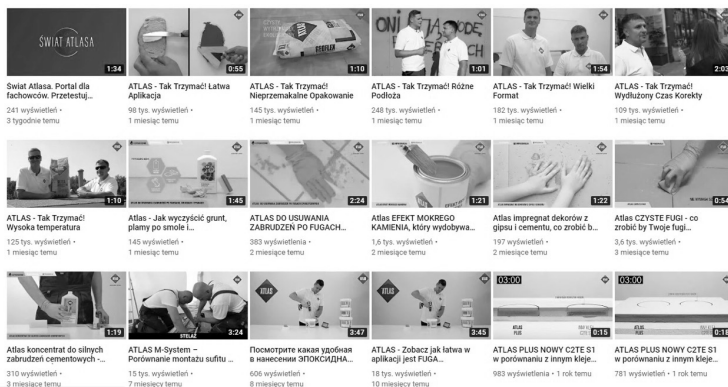 ŚWIAT ATLASA
1:34
0:55
CZYSTE
GEOFLEX
1:10
ONI
1:01
1:54
2:03
Świat Atlasa. Portal dla
fachowców. Przetestuj...
241 wyświetleń •
3 tygodnie temu
ATLAS - Tak Trzymać! Łatwa
Aplikacja
98 tys. wyświetleń •
1 miesiąc temu
ATLAS - Tak Trzymać!
Nieprzemakalne Opakowanie
145 tys. wyświetleń •
1 miesiąc temu
ATLAS - Tak Trzymać! Różne
Podłoża
248 tys. wyświetleń •
1 miesiąc temu
ATLAS - Tak Trzymać! Wielki
Format
182 tys. wyświetleń •
1 miesiąc temu
ATLAS - Tak Trzymać!
Wydłużony Czas Korekty
109 tys. wyświetleń •
1 miesiąc temu
1:10
1:45
2:24
1:21
1:22
0:54
ATLAS - Tak Trzymać!
Wysoka temperatura
125 tys. wyświetleń •
1 miesiąc temu
Atlas - Jak wyczyścić grunt,
plamy po smole i...
145 wyświetleń •
1 miesiąc temu
ATLAS DO USUWANIA
ZABRUDZEŃ PO FUGACH...
383 wyświetlenia •
2 miesiące temu
Atlas EFEKT MOKREGO
KAMIENIA, który wydobywa...
1,6 tys. wyświetleń •
2 miesiące temu
Atlas impregnat dekorów z
gipsu i cementu, co zrobić b...
197 wyświetleń •
2 miesiące temu
Atlas CZYSTE FUGI - co
zrobić by Twoje fugi...
3,6 tys. wyświetleń •
3 miesiące temu
1:19
STELAŻ
3:24
ATLAS
3:47
ATLAS
3:45
03:00
ATLAS
PLUS
0:15
03:00
ATLAS
PLUS
0:18
Atlas koncentrat do silnych
zabrudzeń cementowych -...
310 wyświetleń •
3 miesiące temu
ATLAS M-System –
Porównanie montażu sufitu ...
15 tys. wyświetleń •
7 miesięcy temu
Посмотрите какая удобная
в нанесении ЭПОКСИДНА...
606 wyświetleń •
8 miesięcy temu
ATLAS - Zobacz jak łatwa w
aplikacji jest FUGA...
18 tys. wyświetleń •
10 miesięcy temu
ATLAS PLUS NOWY C2TE S1
w porównaniu z innym kleje...
983 wyświetlenia • 1 rok temu
ATLAS PLUS NOWY C2TE S1
w porównaniu z innym kleje...
781 wyświetleń • 1 rok temu